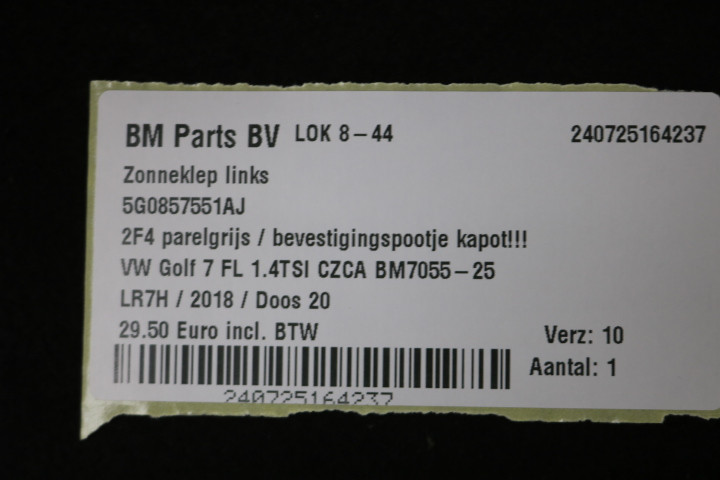 BM Parts BV LOK 8-44 240725164237
Zonneklep links
5G0857551AJ
2F4 parelgrijs / bevestigingspootje kapot!!!
VW Golf 7 FL 1.4TSI CZCA BM7055-25
LR7H / 2018 / Doos 20
29.50 Euro incl. BTW Verz: 10
Aantal: 1
240725164237